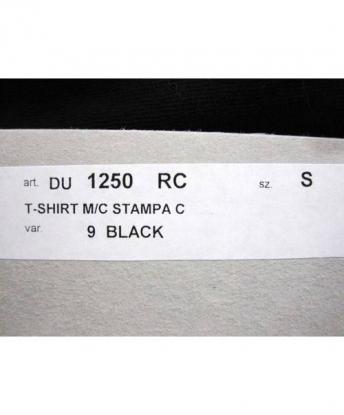 art. DU 1250 RC sz. S
T-SHIRT M/C STAMPA C
var. 9 BLACK